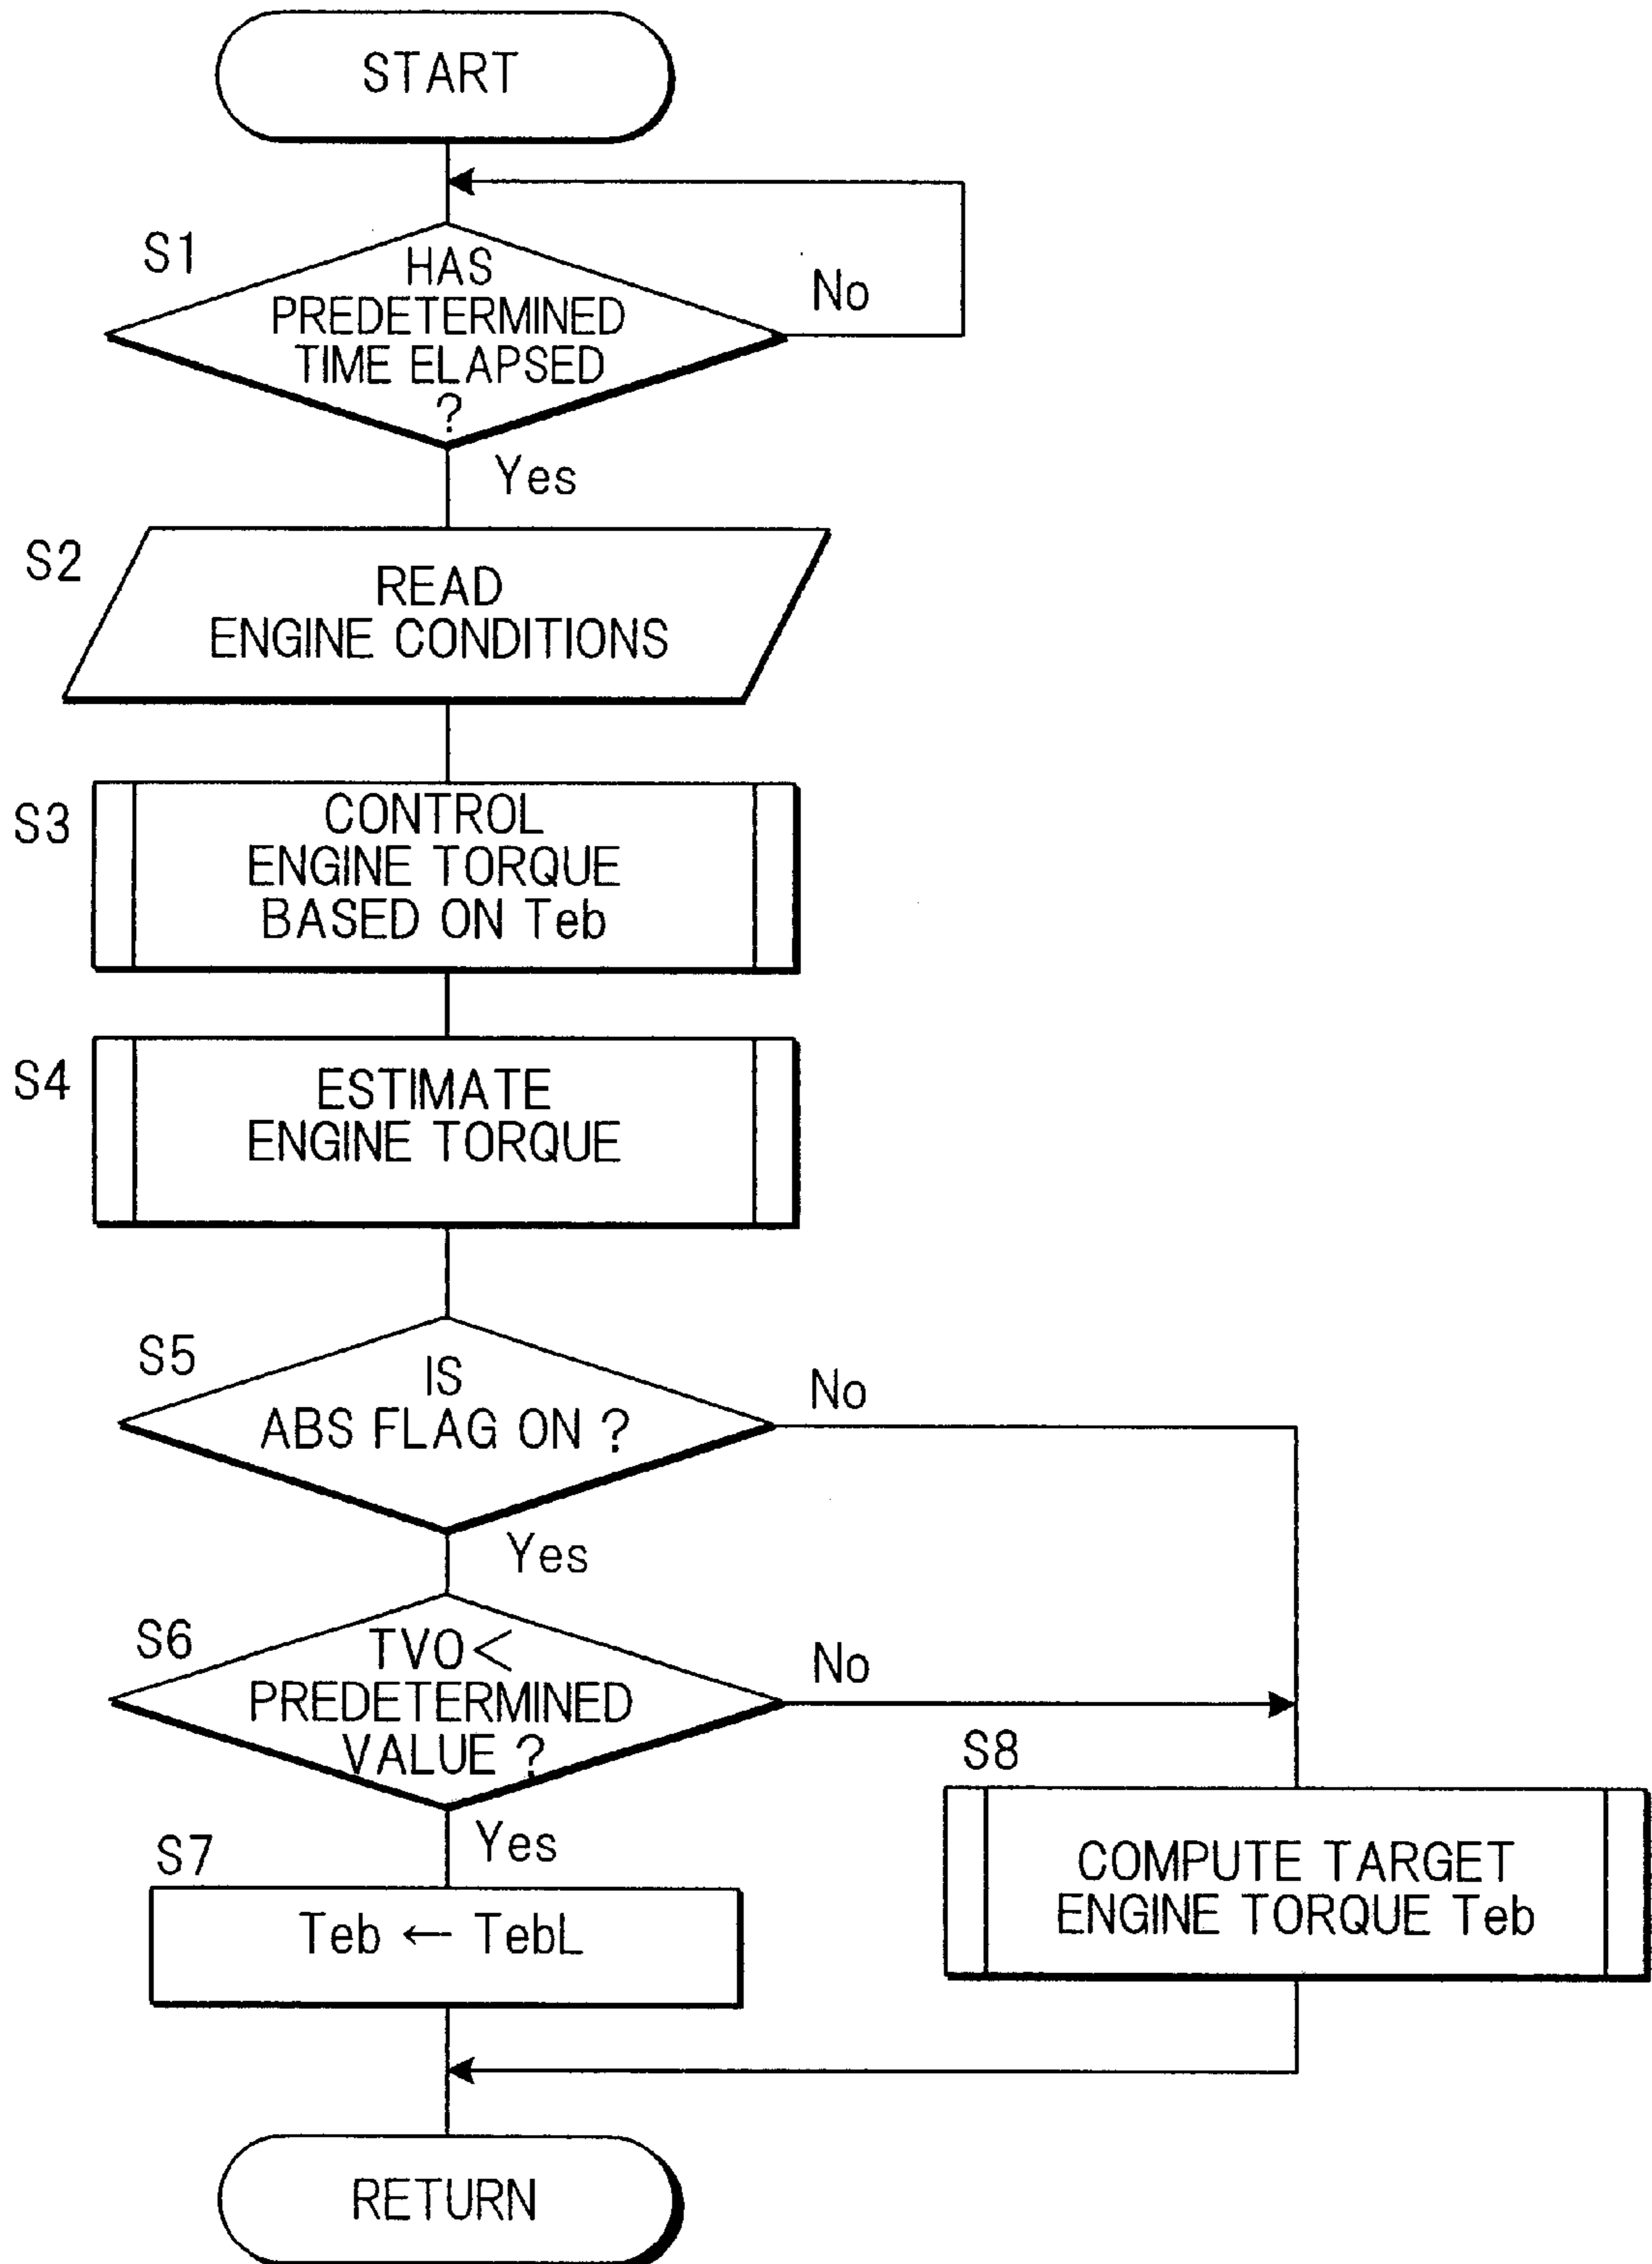 START
S1
HAS
PREDETERMINED
TIME ELAPSED
?
No
Yes
S2
READ
ENGINE CONDITIONS
S3
CONTROL
ENGINE TORQUE
BASED ON Teb
S4
ESTIMATE
ENGINE TORQUE
S5
IS
ABS FLAG ON ?
No
Yes
S6
TVO<
PREDETERMINED
VALUE ?
No
Yes
S7
Teb ← TebL
S8
COMPUTE TARGET
ENGINE TORQUE Teb
RETURN